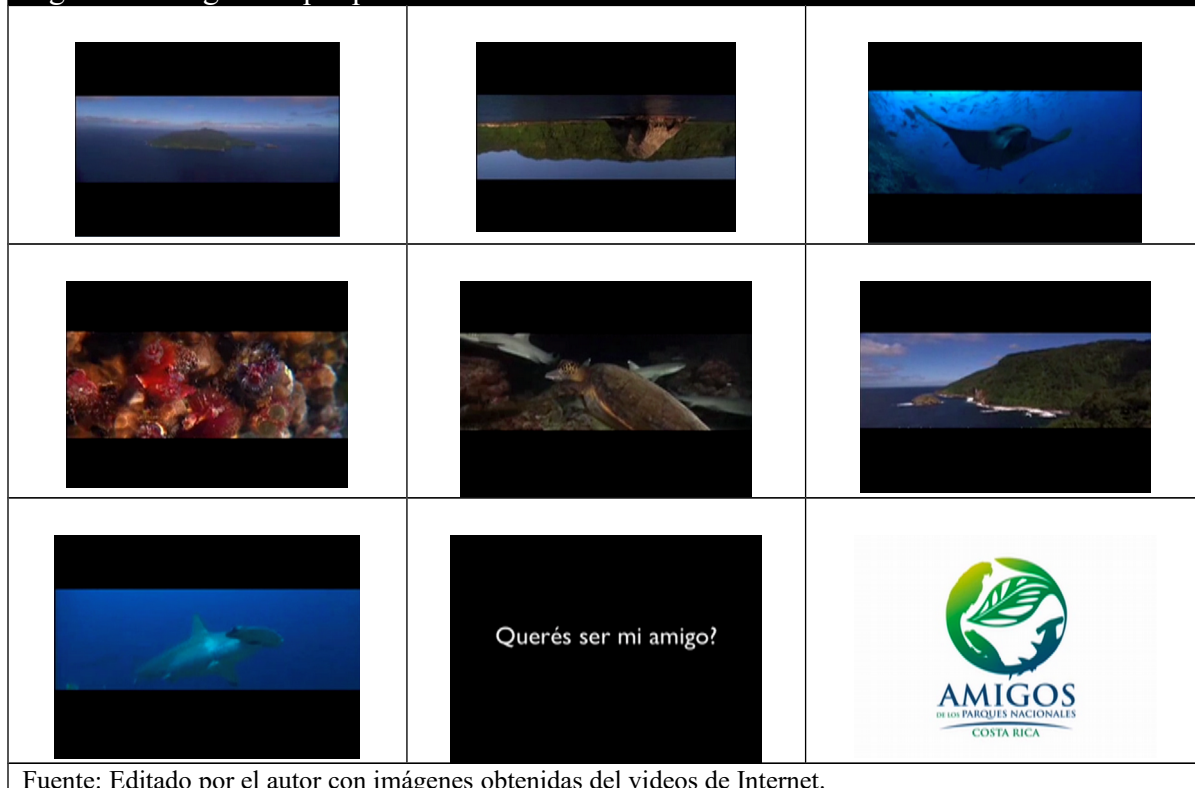 Querés ser mi amigo?
AMIGOS
DE LOS PARQUES NACIONALES
COSTA RICA
Fuente: Editado por el autor con imágenes obtenidas del videos de Internet.